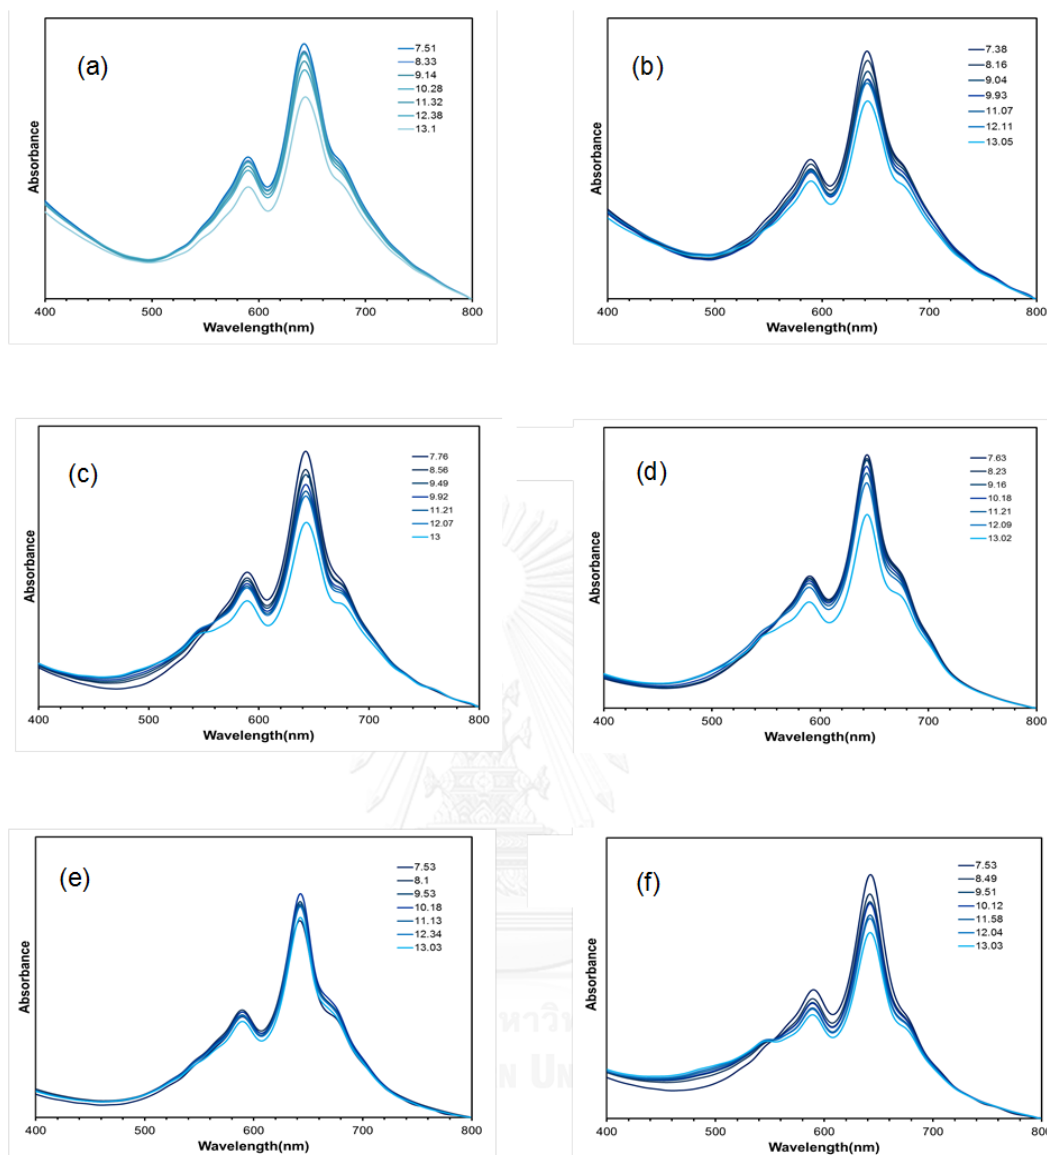 (a)
7.51
8.33
9.14
10.28
11.32
12.38
13.1
Absorbance
400 500 600 700 800
Wavelength(nm)
(b)
7.38
8.16
9.04
9.93
11.07
12.11
13.05
Absorbance
400 500 600 700 800
Wavelength(nm)
(c)
7.76
8.56
9.49
9.92
11.21
12.07
13
Absorbance
400 500 600 700 800
Wavelength(nm)
(d)
7.63
8.23
9.16
10.18
11.21
12.09
13.02
Absorbance
400 500 600 700 800
Wavelength(nm)
(e)
7.53
8.1
9.53
10.18
11.13
12.34
13.03
Absorbance
400 500 600 700 800
Wavelength(nm)
(f)
7.53
8.49
9.51
10.12
11.58
12.04
13.03
Absorbance
400 500 600 700 800
Wavelength(nm)